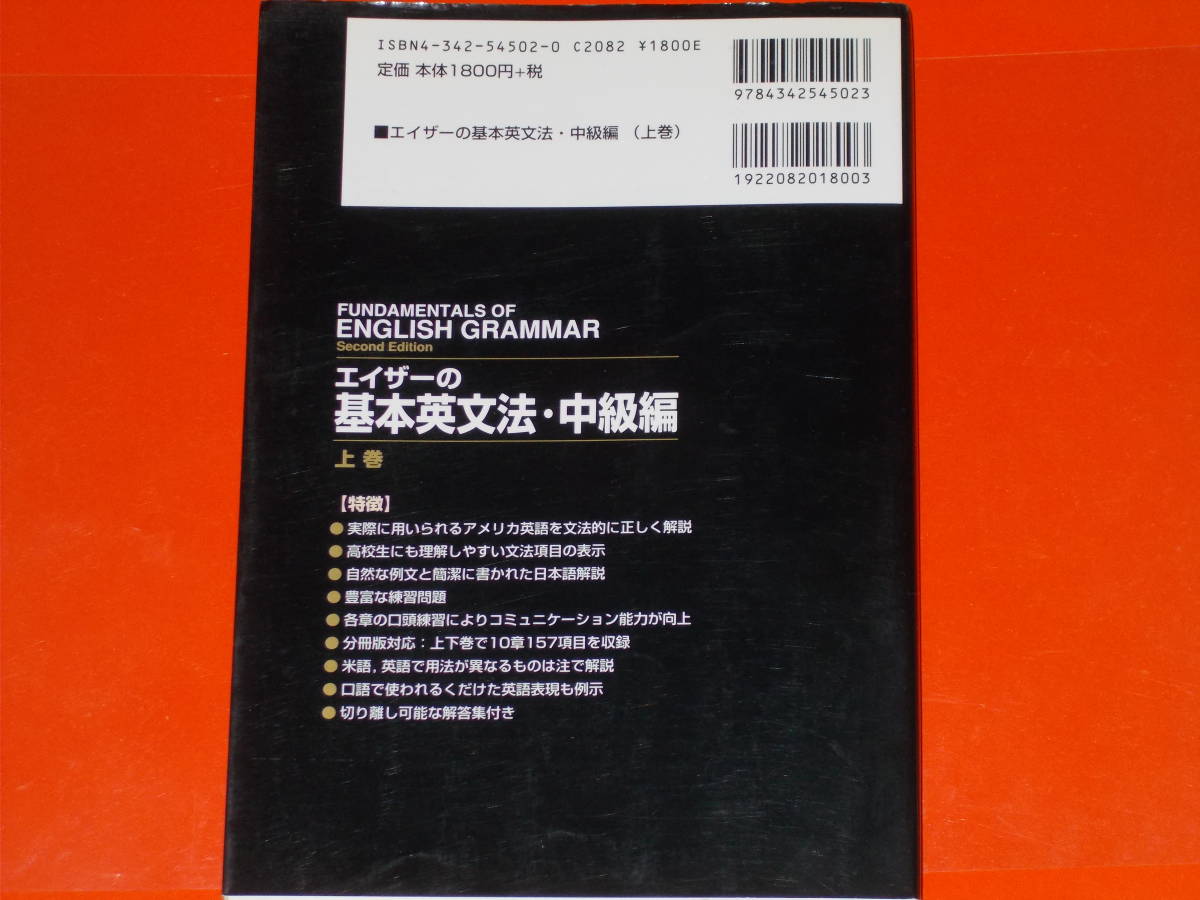 ISBN4-342-54502-0 C2082 ¥1800E
定価 本体1800円+税
9784342545023
■エイザーの基本英文法・中級編 (上巻)
1922082018003
FUNDAMENTALS OF
ENGLISH GRAMMAR
Second Edition
エイザーの
基本英文法・中級編
上巻
【特徴】
●実際に用いられるアメリカ英語を文法的に正しく解説
●高校生にも理解しやすい文法項目の表示
●自然な例文と簡潔に書かれた日本語解説
●豊富な練習問題
●各章の口頭練習によりコミュニケーション能力が向上
●分冊版対応:上下巻で10章157項目を収録
●米語,英語で用法が異なるものは注で解説
●口語で使われるくだけた英語表現も例示
●切り離し可能な解答集付き